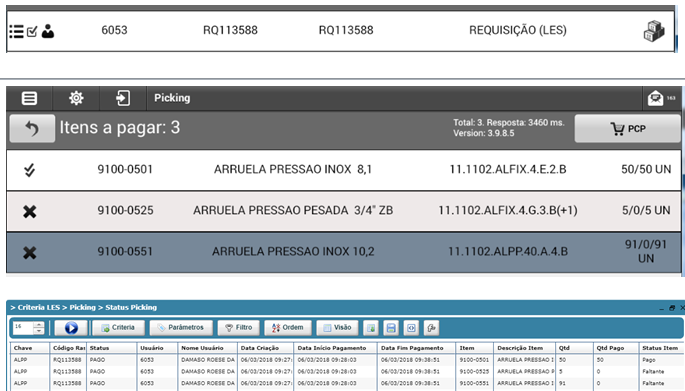 6053 RQ113588 RQ113588 REQUISIÇÃO (LES)
Picking 163
Itens a pagar: 3 Total: 3. Resposta: 3460 ms.
Version: 3.9.8.5 PCP
9100-0501 ARRUELA PRESSAO INOX 8,1 11.1102.ALFIX.4.E.2.B 50/50 UN
9100-0525 ARRUELA PRESSAO PESADA 3/4" ZB 11.1102.ALFIX.4.G.3.B(+1) 5/0/5 UN
9100-0551 ARRUELA PRESSAO INOX 10,2 11.1102.ALPP.40.A.4.B 91/0/91
UN
> Criteria LES > Picking > Status Picking
16 Criteria Parâmetros Filtro Ordem Visão
Chave Código Ras Status Usuário Nome Usuário Data Criação Data Início Pagamento Data Fim Pagamento Item Descrição Item Qtd Qtd Pago Status Item
ALPP RQ113588 PAGO 6053 DAMASO ROESE DA 06/03/2018 09:27: 06/03/2018 09:28:03 06/03/2018 09:38:51 9100-0501 ARRUELA PRESSAO I 50 50 Pago
ALPP RQ113588 PAGO 6053 DAMASO ROESE DA 06/03/2018 09:27: 06/03/2018 09:28:03 06/03/2018 09:38:51 9100-0525 ARRUELA PRESSAO P 5 0 Faltante
ALPP RQ113588 PAGO 6053 DAMASO ROESE DA 06/03/2018 09:27: 06/03/2018 09:28:03 06/03/2018 09:38:51 9100-0551 ARRUELA PRESSAO I 91 Faltante